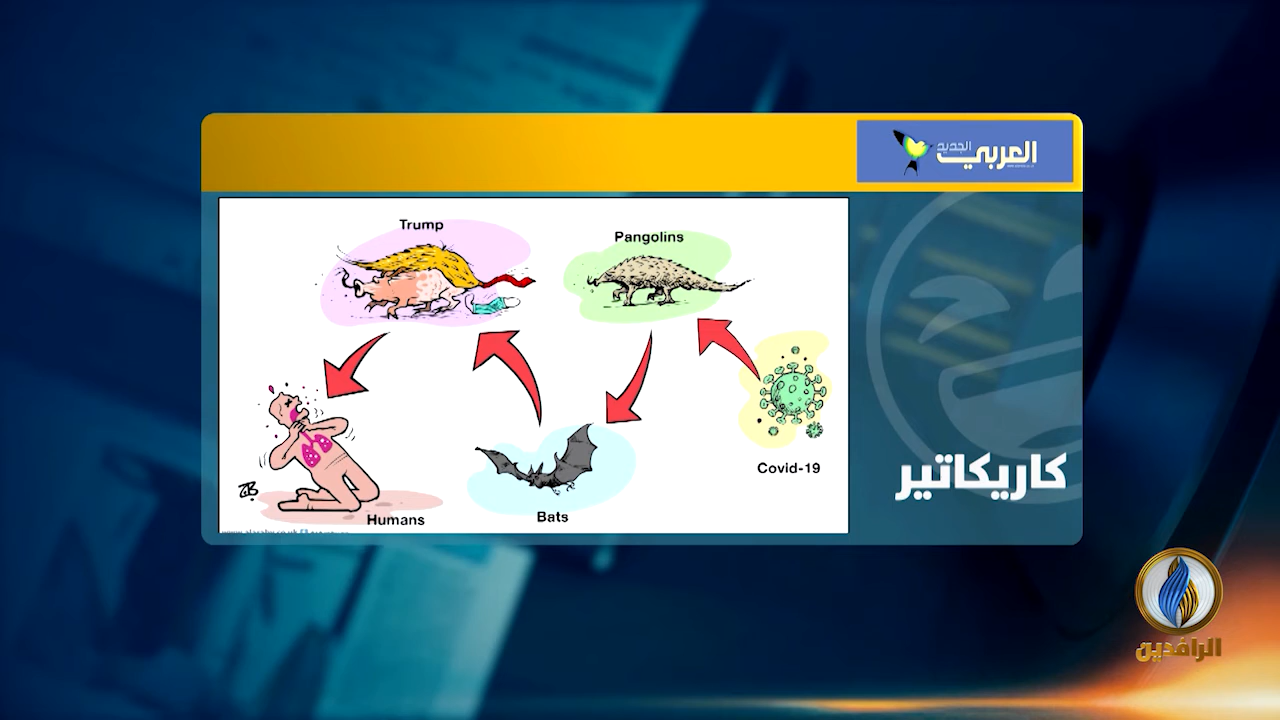 العربي الجديد
Trump
Pangolins
Covid-19
Bats
Humans
كاريكاتير
الرافدين